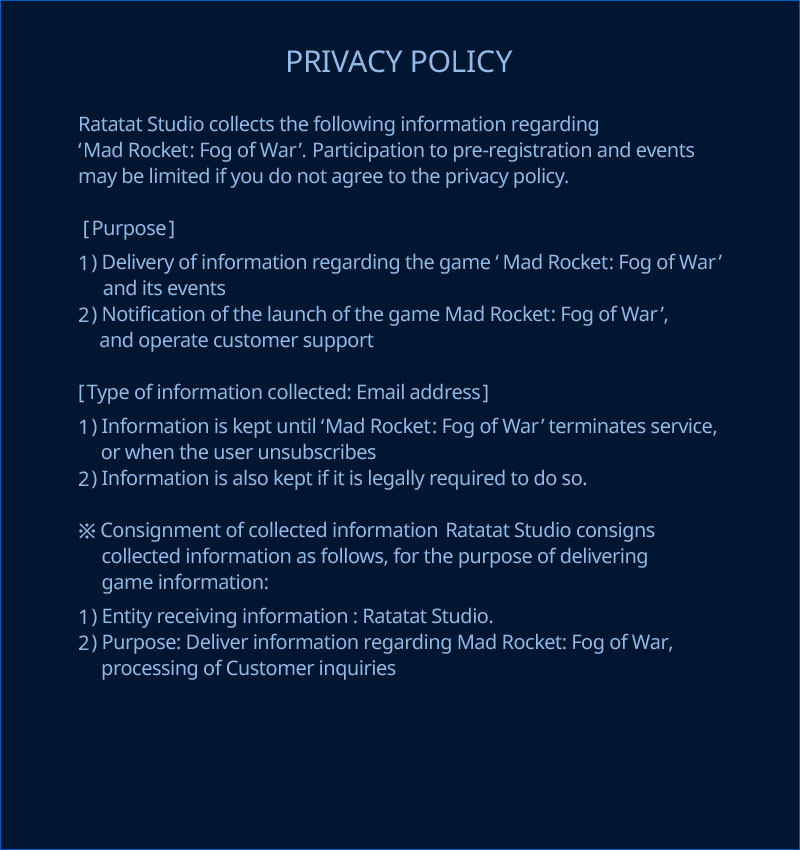 PRIVACY POLICY
Ratatat Studio collects the following information regarding
‘Mad Rocket: Fog of War’. Participation to pre-registration and events
may be limited if you do not agree to the privacy policy.
[Purpose]
1) Delivery of information regarding the game ‘ Mad Rocket: Fog of War’
and its events
2) Notification of the launch of the game Mad Rocket: Fog of War’,
and operate customer support
[Type of information collected: Email address]
1) Information is kept until ‘Mad Rocket: Fog of War’ terminates service,
or when the user unsubscribes
2) Information is also kept if it is legally required to do so.
※ Consignment of collected information Ratatat Studio consigns
collected information as follows, for the purpose of delivering
game information:
1) Entity receiving information : Ratatat Studio.
2) Purpose: Deliver information regarding Mad Rocket: Fog of War,
processing of Customer inquiries